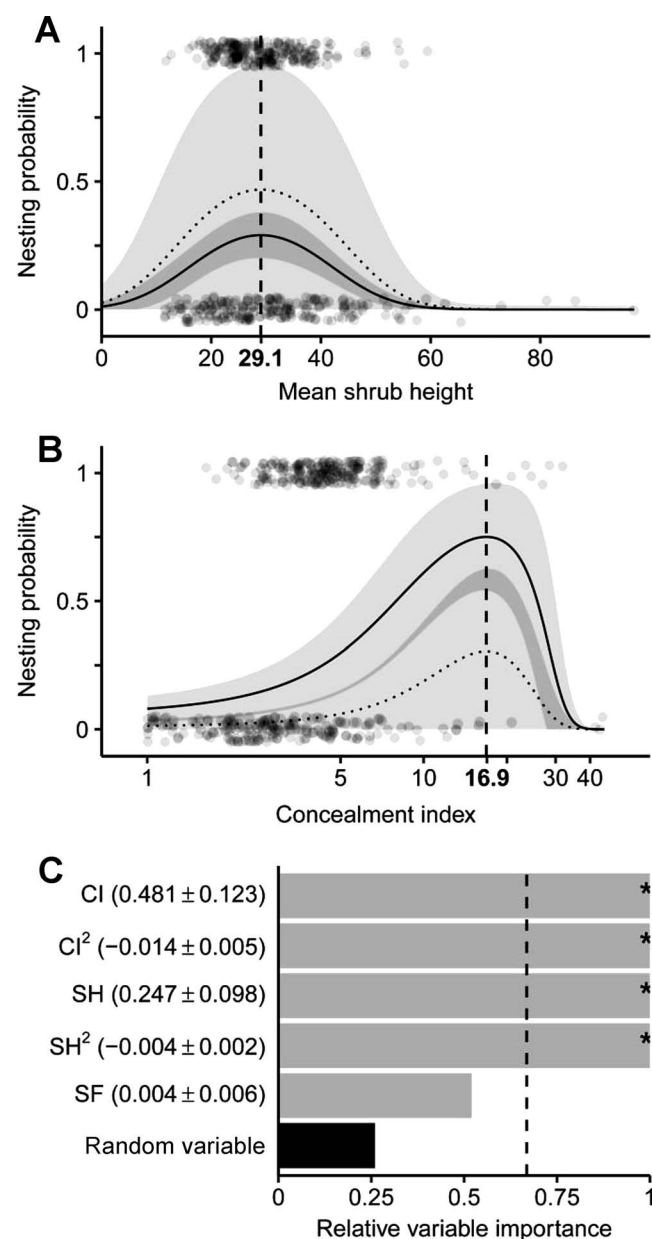 A
Nesting probability
1
0.5
0
0 20 29.1 40 60 80
Mean shrub height
B
Nesting probability
1
0.5
0
1 5 10 16.9 30 40
Concealment index
C
CI (0.481 ± 0.123) *
CI² (−0.014 ± 0.005) *
SH (0.247 ± 0.098) *
SH² (−0.004 ± 0.002) *
SF (0.004 ± 0.006)
Random variable
0 0.25 0.5 0.75 1
Relative variable importance